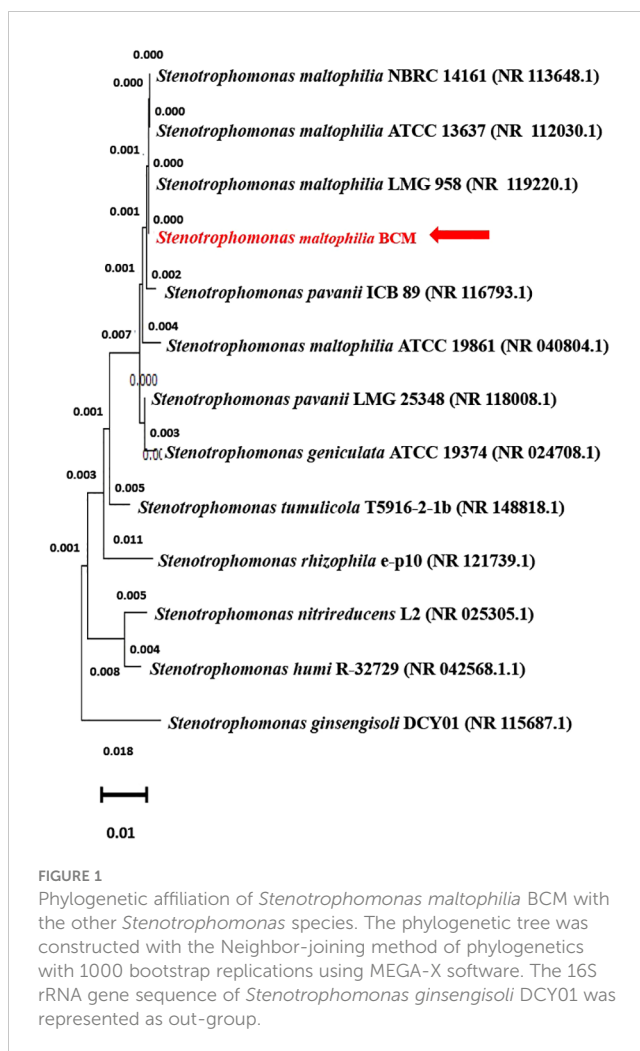 0.000
Stenotrophomonas maltophilia NBRC 14161 (NR 113648.1)
0.000
0.000
Stenotrophomonas maltophilia ATCC 13637 (NR 112030.1)
0.001
0.000
Stenotrophomonas maltophilia LMG 958 (NR 119220.1)
0.001
0.000
Stenotrophomonas maltophilia BCM
0.001
0.002
Stenotrophomonas pavanii ICB 89 (NR 116793.1)
0.007
0.004
Stenotrophomonas maltophilia ATCC 19861 (NR 040804.1)
0.000
Stenotrophomonas pavanii LMG 25348 (NR 118008.1)
0.001
0.003
Stenotrophomonas geniculata ATCC 19374 (NR 024708.1)
0.003
0.005
Stenotrophomonas tumulicola T5916-2-1b (NR 148818.1)
0.001
0.011
Stenotrophomonas rhizophila e-p10 (NR 121739.1)
0.005
Stenotrophomonas nitrireducens L2 (NR 025305.1)
0.004
0.008
Stenotrophomonas humi R-32729 (NR 042568.1.1)
Stenotrophomonas ginsengisoli DCY01 (NR 115687.1)
0.018
0.01
FIGURE 1
Phylogenetic affiliation of Stenotrophomonas maltophilia BCM with
the other Stenotrophomonas species. The phylogenetic tree was
constructed with the Neighbor-joining method of phylogenetics
with 1000 bootstrap replications using MEGA-X software. The 16S
rRNA gene sequence of Stenotrophomonas ginsengisoli DCY01 was
represented as out-group.